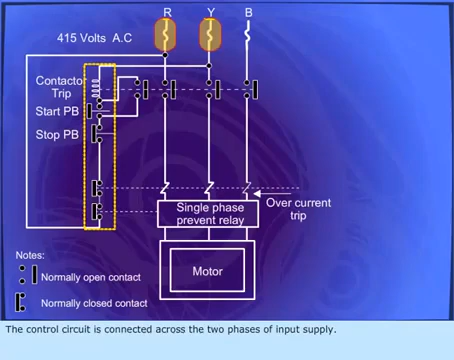 R Y B
415 Volts A.C
Contacto
Trip
Start PB
Stop PB
Over current
trip
Single phase
prevent relay
Motor
Notes:
Normally open contact
Normally closed contact
The control circuit is connected across the two phases of input supply.